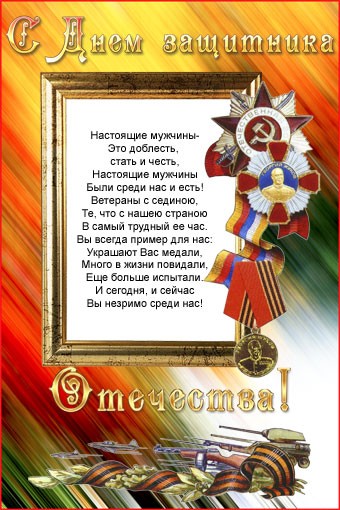 С Днем защитника
Настоящие мужчины-
Это доблесть,
стать и честь,
Настоящие мужчины
Были среди нас и есть!
Ветераны с сединою,
Те, что с нашею страною
В самый трудный ее час.
Вы всегда пример для нас:
Украшают Вас медали,
Много в жизни повидали,
Еще больше испытали.
И сегодня, и сейчас
Вы незримо среди нас!
Отечества!